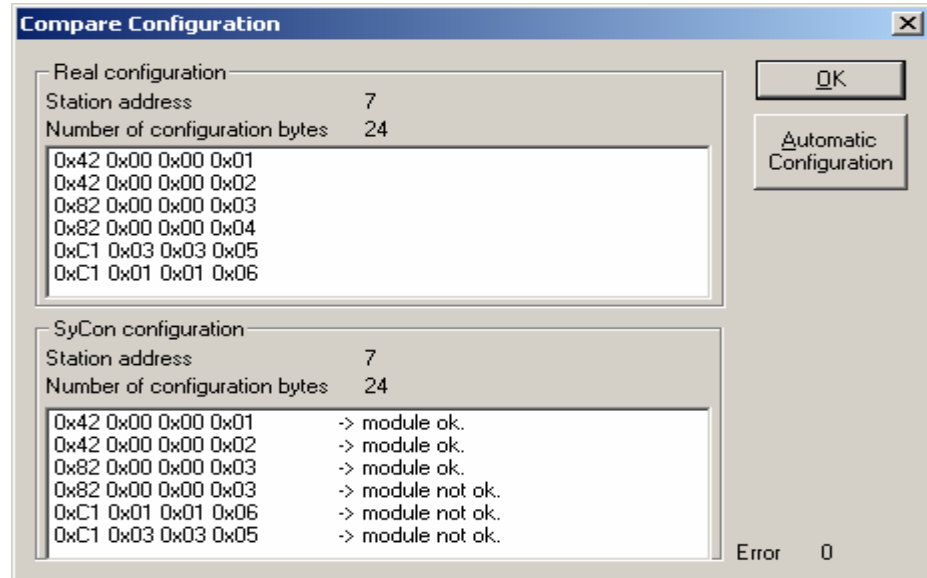 Compare Configuration
Real configuration
OK
Station address 7
Number of configuration bytes 24
Automatic
Configuration
0x42 0x00 0x00 0x01
0x42 0x00 0x00 0x02
0x82 0x00 0x00 0x03
0x82 0x00 0x00 0x04
0xC1 0x03 0x03 0x05
0xC1 0x01 0x01 0x06
SyCon configuration
Station address 7
Number of configuration bytes 24
0x42 0x00 0x00 0x01 -> module ok.
0x42 0x00 0x00 0x02 -> module ok.
0x82 0x00 0x00 0x03 -> module ok.
0x82 0x00 0x00 0x03 -> module not ok.
0xC1 0x01 0x01 0x06 -> module not ok.
0xC1 0x03 0x03 0x05 -> module not ok.
Error 0